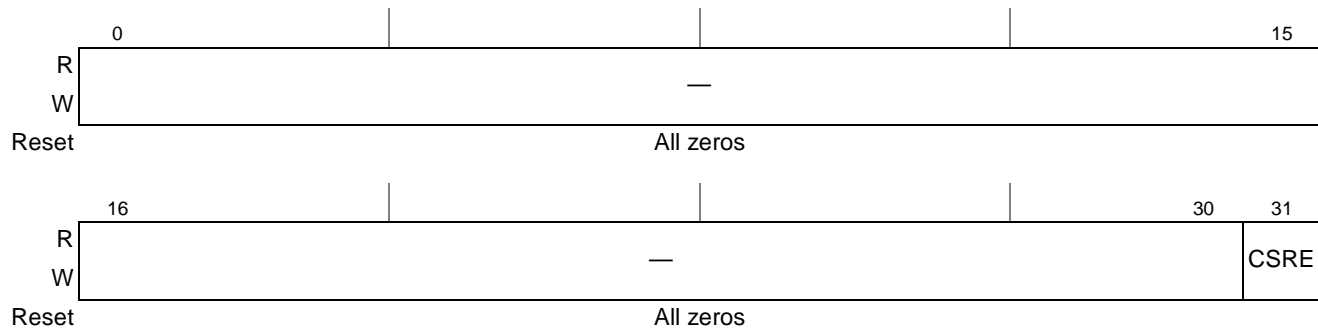 0 15
R
—
W
Reset All zeros
16 30 31
R
— CSRE
W
Reset All zeros